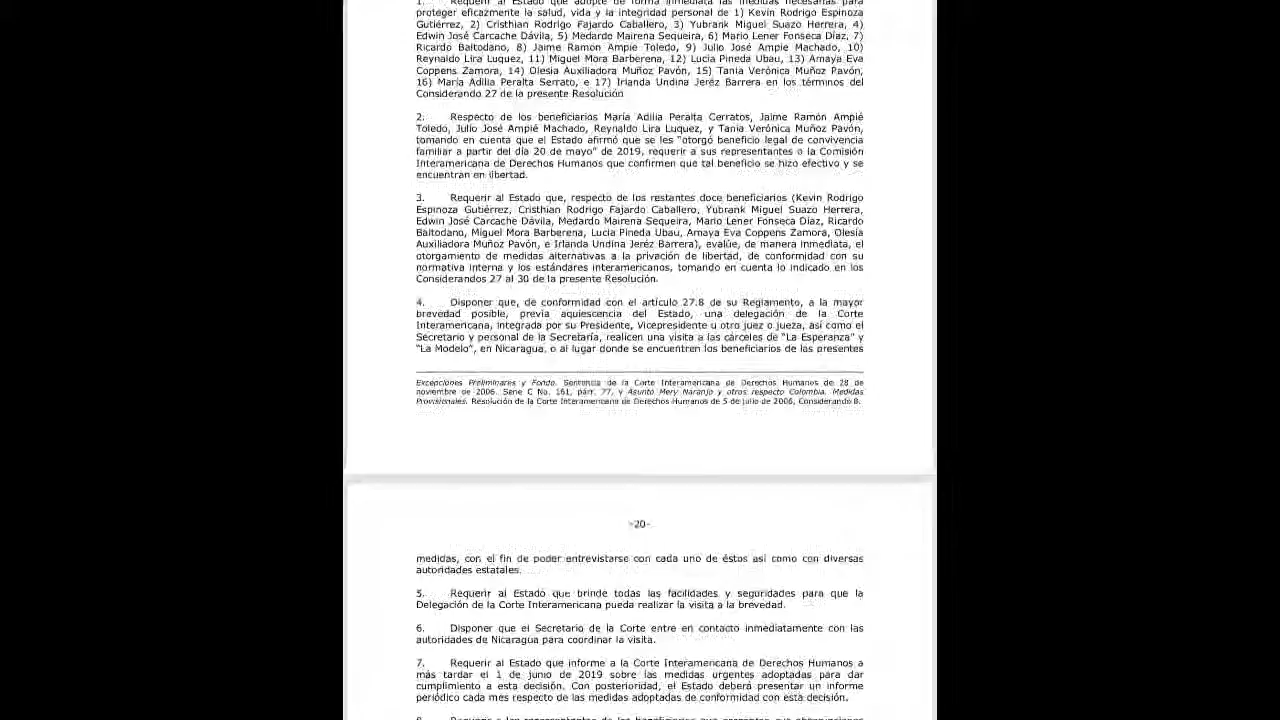 1. Requerir al Estado que adopte de forma inmediata las medidas necesarias para
proteger eficazmente la salud, vida y la integridad personal de 1) Kevin Rodrigo Espinoza
Gutiérrez, 2) Cristhian Rodrigo Fajardo Caballero, 3) Yubrank Miguel Suazo Herrera, 4)
Edwin José Carcache Dávila, 5) Medardo Mairena Sequeira, 6) Mario Lener Fonseca Díaz, 7)
Ricardo Baltodano, 8) Jaime Ramon Ampie Toledo, 9) Julio José Ampie Machado, 10)
Reynaldo Lira Luquez, 11) Miguel Mora Barberena, 12) Lucía Pineda Ubau, 13) Amaya Eva
Coppens Zamora, 14) Olesia Auxiliadora Muñoz Pavón, 15) Tania Verónica Muñoz Pavón,
16) María Adilia Peralta Serrato, e 17) Irlanda Undina Jeréz Barrera en los términos del
Considerando 27 de la presente Resolución
2. Respecto de los beneficiarios María Adilia Peralta Cerratos, Jaime Ramón Ampié
Toledo, Julio José Ampié Machado, Reynaldo Lira Luquez, y Tania Verónica Muñoz Pavón,
tomando en cuenta que el Estado afirmó que se les "otorgó beneficio legal de convivencia
familiar a partir del día 20 de mayo" de 2019, requerir a sus representantes o la Comisión
Interamericana de Derechos Humanos que confirmen que tal beneficio se hizo efectivo y se
encuentran en libertad.
3. Requerir al Estado que, respecto de los restantes doce beneficiarios (Kevin Rodrigo
Espinoza Gutiérrez, Cristhian Rodrigo Fajardo Caballero, Yubrank Miguel Suazo Herrera,
Edwin José Carcache Dávila, Medardo Mairena Sequeira, Mario Lener Fonseca Díaz, Ricardo
Baltodano, Miguel Mora Barberena, Lucia Pineda Ubau, Amaya Eva Coppens Zamora, Olesia
Auxiliadora Muñoz Pavón, e Irlanda Undina Jeréz Barrera), evalúe, de manera inmediata, el
otorgamiento de medidas alternativas a la privación de libertad, de conformidad con su
normativa interna y los estándares interamericanos, tomando en cuenta lo indicado en los
Considerandos 27 al 30 de la presente Resolución.
4. Disponer que, de conformidad con el artículo 27.8 de su Reglamento, a la mayor
brevedad posible, previa aquiescencia del Estado, una delegación de la Corte
Interamericana, integrada por su Presidente, Vicepresidente u otro juez o jueza, así como el
Secretario y personal de la Secretaría, realicen una visita a las cárceles de "La Esperanza" y
"La Modelo", en Nicaragua, o al lugar donde se encuentren los beneficiarios de las presentes
Excepciones Preliminares y Fondo. Sentencia de la Corte Interamericana de Derechos Humanos de 28 de
noviembre de 2006. Serie C No. 161, párr. 77, y Asunto Mery Naranjo y otros respecto Colombia. Medidas
Provisionales. Resolución de la Corte Interamericana de Derechos Humanos de 5 de julio de 2006, Considerando 8.
-20-
medidas, con el fin de poder entrevistarse con cada uno de éstos así como con diversas
autoridades estatales.
5. Requerir al Estado que brinde todas las facilidades y seguridades para que la
Delegación de la Corte Interamericana pueda realizar la visita a la brevedad.
6. Disponer que el Secretario de la Corte entre en contacto inmediatamente con las
autoridades de Nicaragua para coordinar la visita.
7. Requerir al Estado que informe a la Corte Interamericana de Derechos Humanos a
más tardar el 1 de junio de 2019 sobre las medidas urgentes adoptadas para dar
cumplimiento a esta decisión. Con posterioridad, el Estado deberá presentar un informe
periódico cada mes respecto de las medidas adoptadas de conformidad con esta decisión.